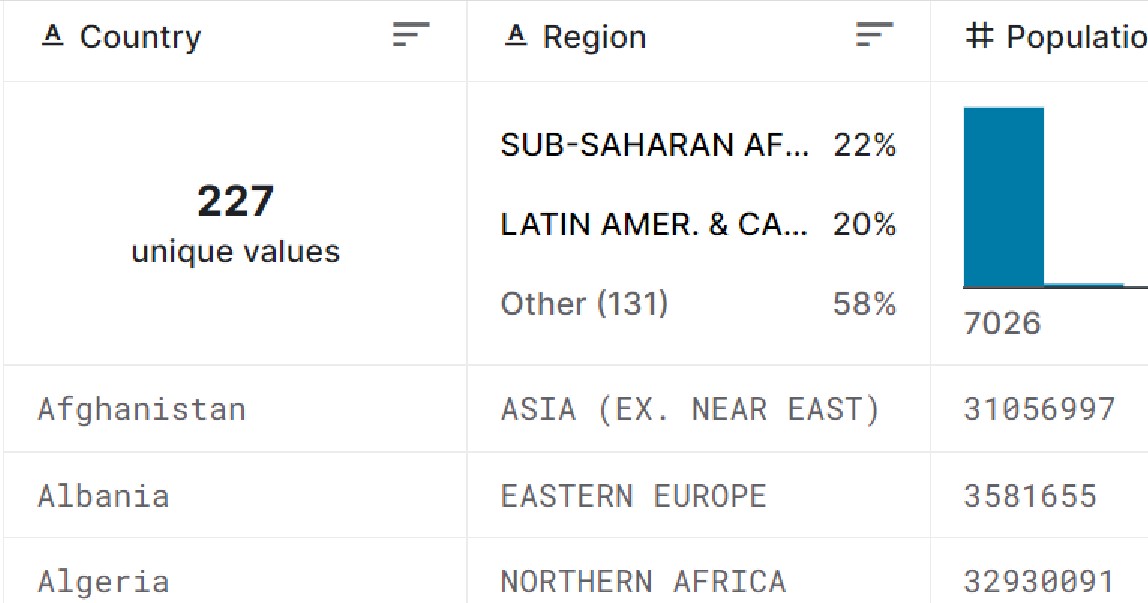 A Country A Region # Populatio
SUB-SAHARAN AF... 22%
227
unique values
LATIN AMER. & CA... 20%
Other (131) 58%
7026
Afghanistan ASIA (EX. NEAR EAST) 31056997
Albania EASTERN EUROPE 3581655
Algeria NORTHERN AFRICA 32930091